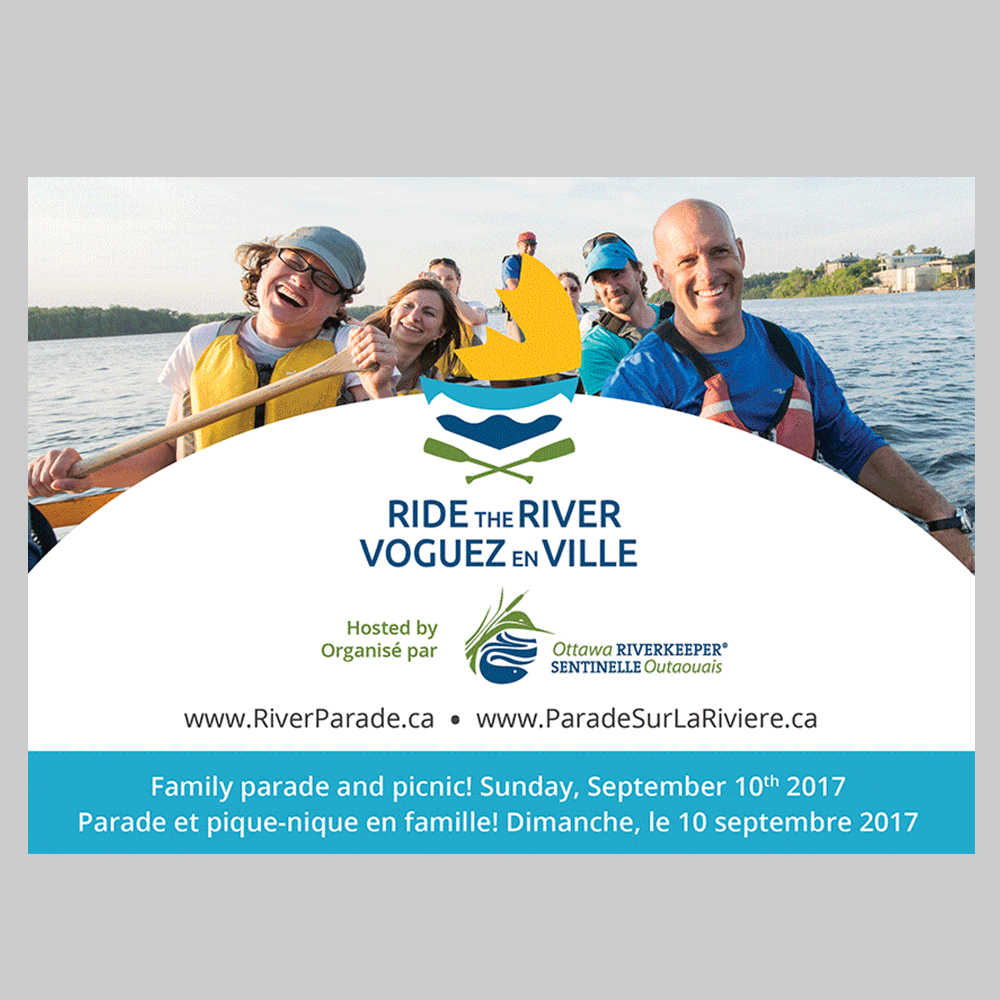 RIDE THE RIVER
VOGUEZ EN VILLE
Hosted by
Organisé par
Ottawa RIVERKEEPER®
SENTINELLE Outaouais
www.RiverParade.ca • www.ParadeSurLaRiviere.ca
Family parade and picnic! Sunday, September 10th 2017
Parade et pique-nique en famille! Dimanche, le 10 septembre 2017